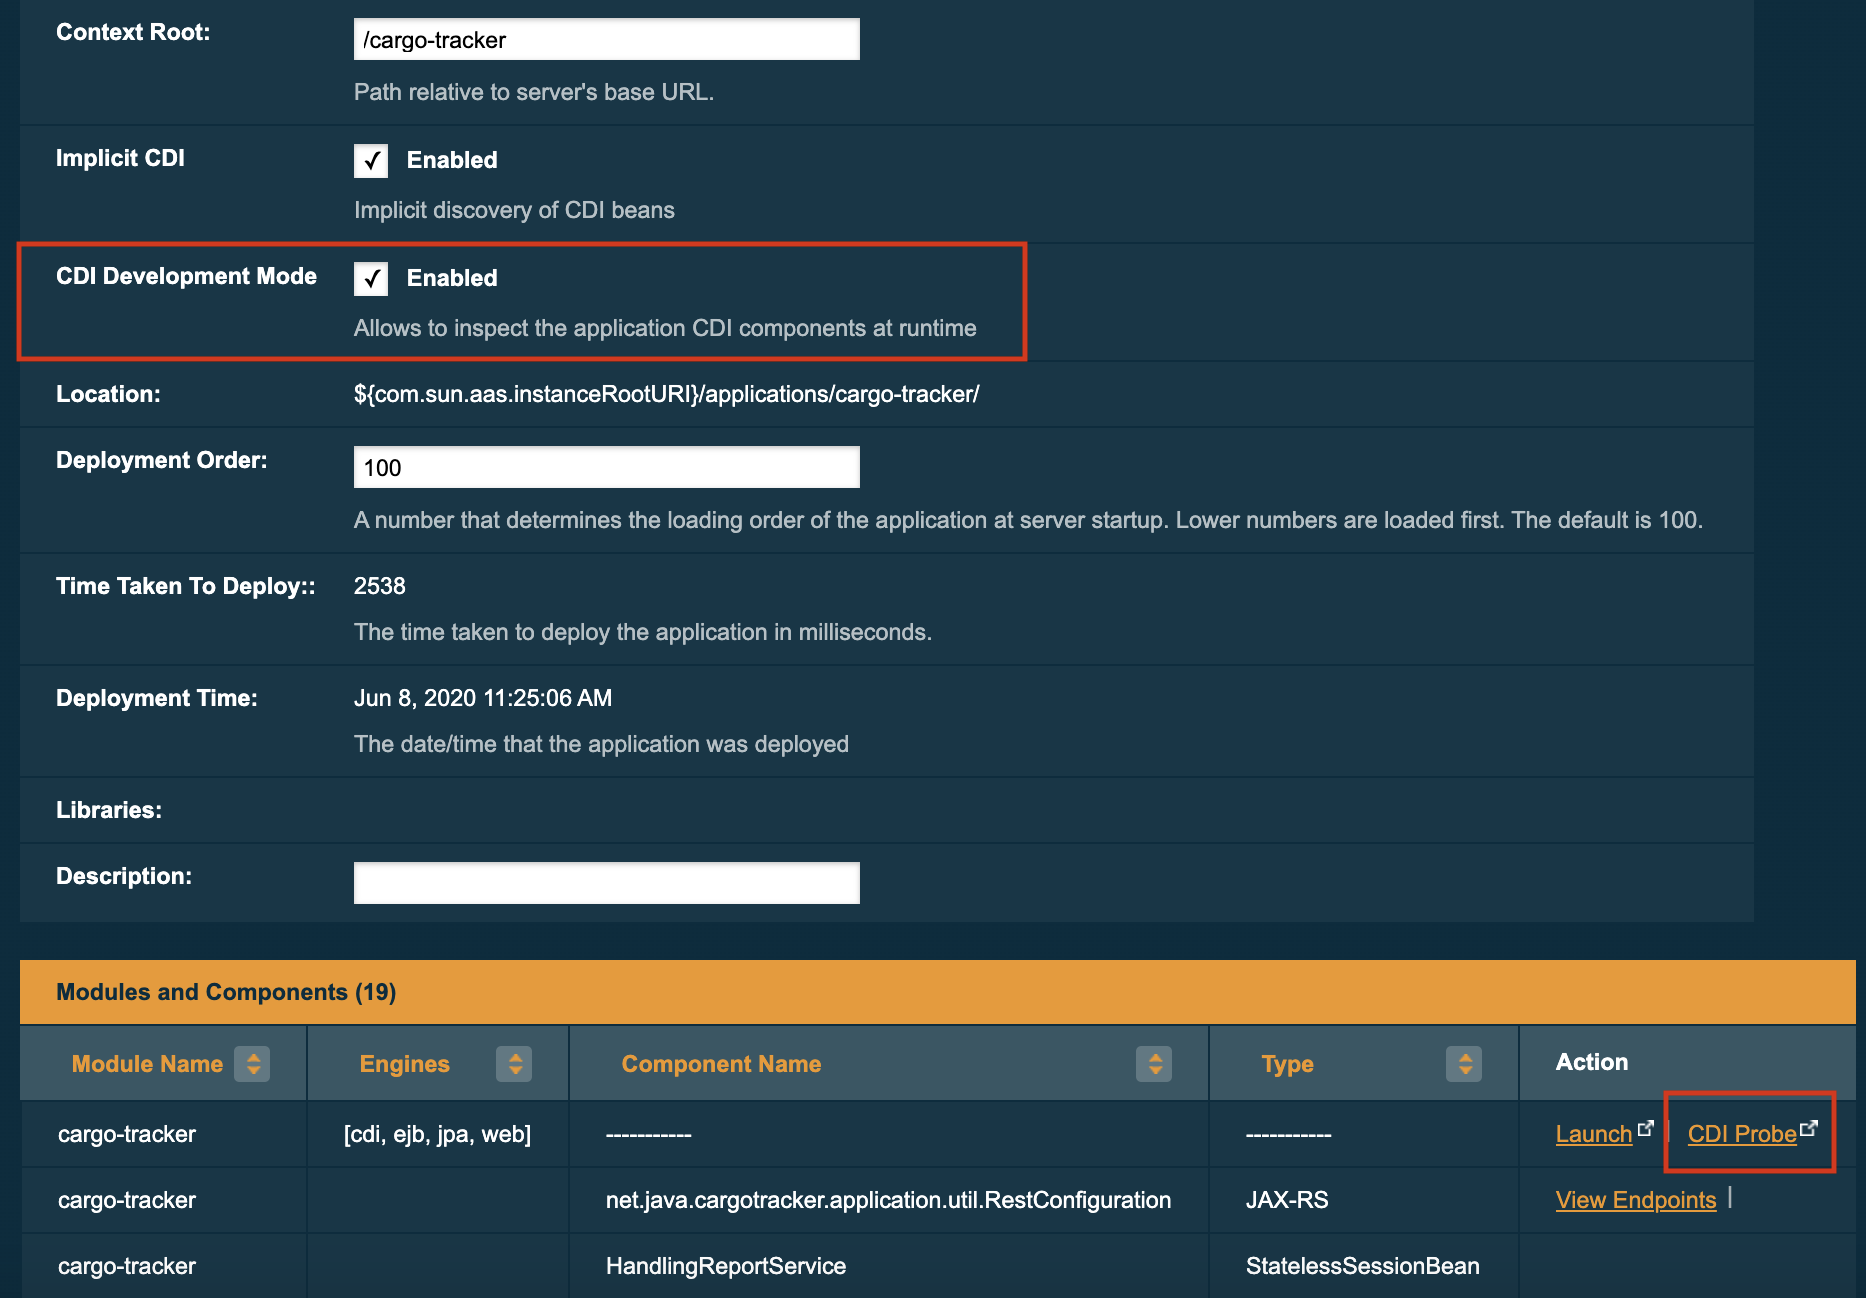 Context Root: /cargo-tracker
Path relative to server's base URL.
Implicit CDI Enabled
Implicit discovery of CDI beans
CDI Development Mode Enabled
Allows to inspect the application CDI components at runtime
Location: ${com.sun.aas.instanceRootURI}/applications/cargo-tracker/
Deployment Order: 100
A number that determines the loading order of the application at server startup. Lower numbers are loaded first. The default is 100.
Time Taken To Deploy:: 2538
The time taken to deploy the application in milliseconds.
Deployment Time: Jun 8, 2020 11:25:06 AM
The date/time that the application was deployed
Libraries:
Description:
Modules and Components (19)
Module Name Engines Component Name Type Action
cargo-tracker [cdi, ejb, jpa, web] ----------- ----------- Launch | CDI Probe
cargo-tracker net.java.cargotracker.application.util.RestConfiguration JAX-RS View Endpoints |
cargo-tracker HandlingReportService StatelessSessionBean